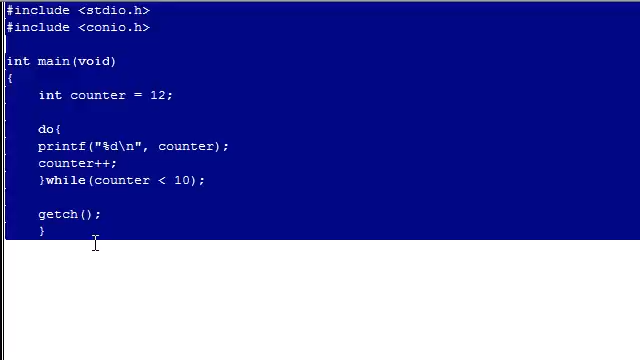 #include <stdio.h>
#include <conio.h>
int main(void)
{
int counter = 12;
do{
printf("%d\n", counter);
counter++;
}while(counter < 10);
getch();
}